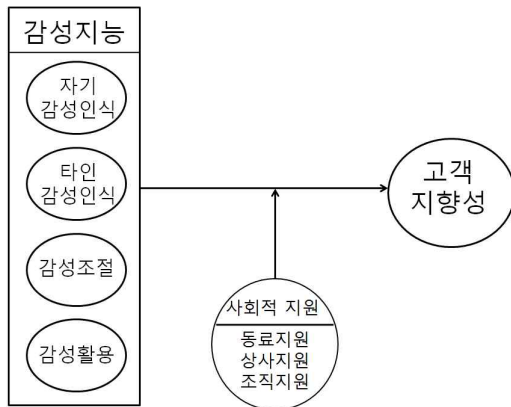 감성지능
자기
감성인식
타인
감성인식
감성조절
감성활용
고객
지향성
사회적 지원
동료지원
상사지원
조직지원